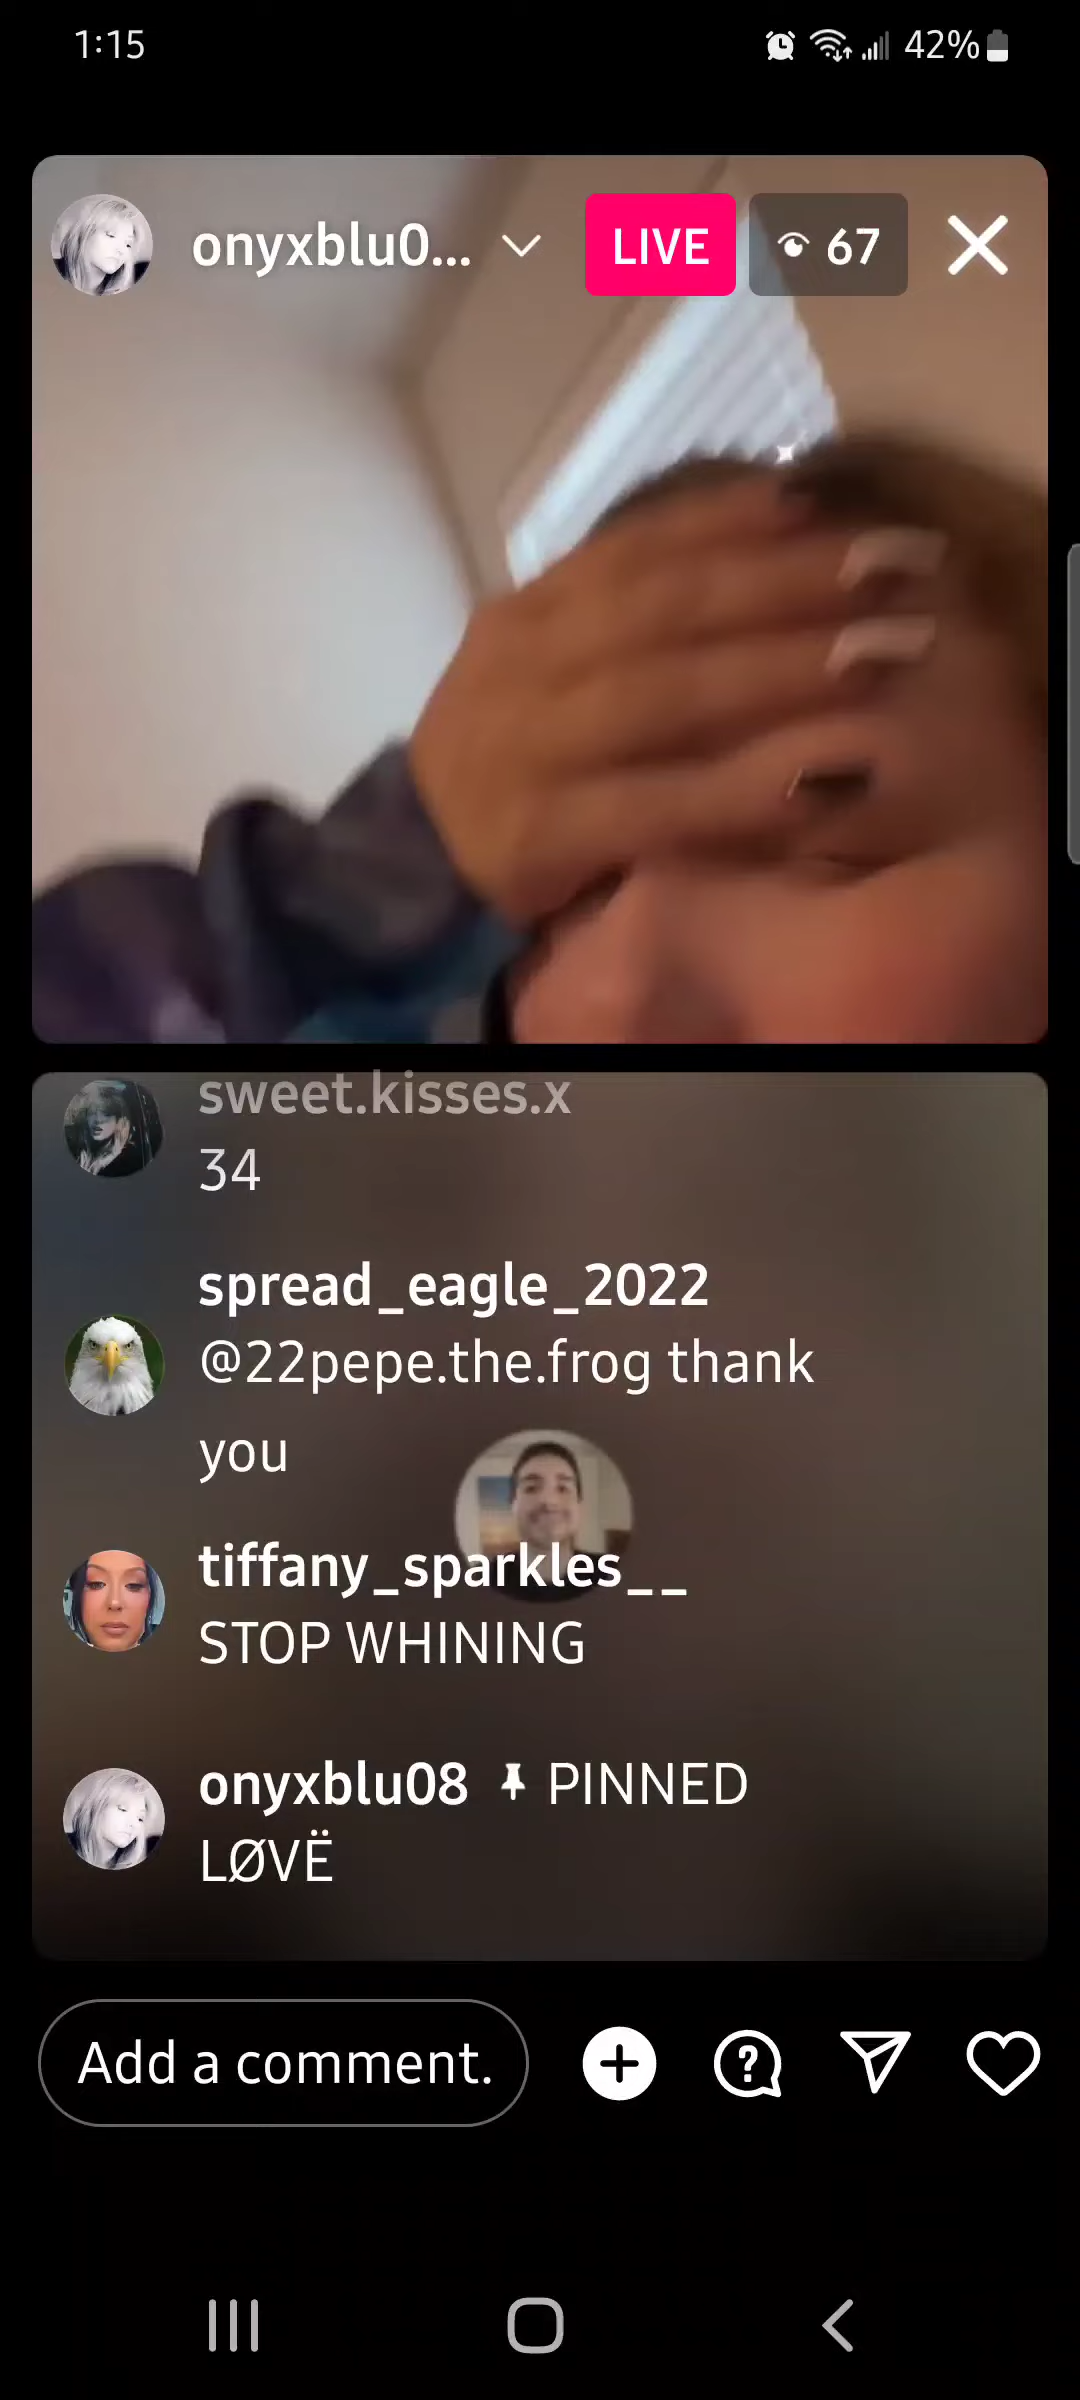 1:15
42%
onyxblu0...
LIVE
67
sweet.kisses.x
34
spread_eagle_2022
@22pepe.the.frog thank
you
tiffany_sparkles__
STOP WHINING
onyxblu08 PINNED
LØVË
Add a comment.